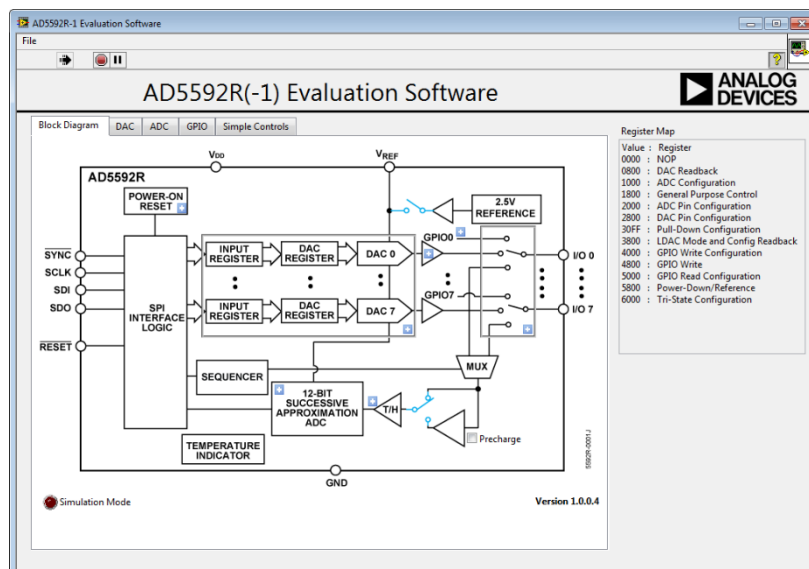 AD5592R-1 Evaluation Software
File
AD5592R(-1) Evaluation Software
ANALOG
DEVICES
Block Diagram
DAC
ADC
GPIO
Simple Controls
VDD
VREF
AD5592R
POWER-ON
RESET
2.5V
REFERENCE
SYNC
SCLK
SDI
SDO
RESET
SPI
INTERFACE
LOGIC
INPUT
REGISTER
DAC
REGISTER
DAC 0
GPIO0
I/O 0
INPUT
REGISTER
DAC
REGISTER
DAC 7
GPIO7
I/O 7
MUX
SEQUENCER
12-BIT
SUCCESSIVE
APPROXIMATION
ADC
T/H
Precharge
TEMPERATURE
INDICATOR
GND
5592R-0001J
Simulation Mode
Version 1.0.0.4
Register Map
Value : Register
0000 : NOP
0800 : DAC Readback
1000 : ADC Configuration
1800 : General Purpose Control
2000 : ADC Pin Configuration
2800 : DAC Pin Configuration
30FF : Pull-Down Configuration
3800 : LDAC Mode and Config Readback
4000 : GPIO Write Configuration
4800 : GPIO Write
5000 : GPIO Read Configuration
5800 : Power-Down/Reference
6000 : Tri-State Configuration